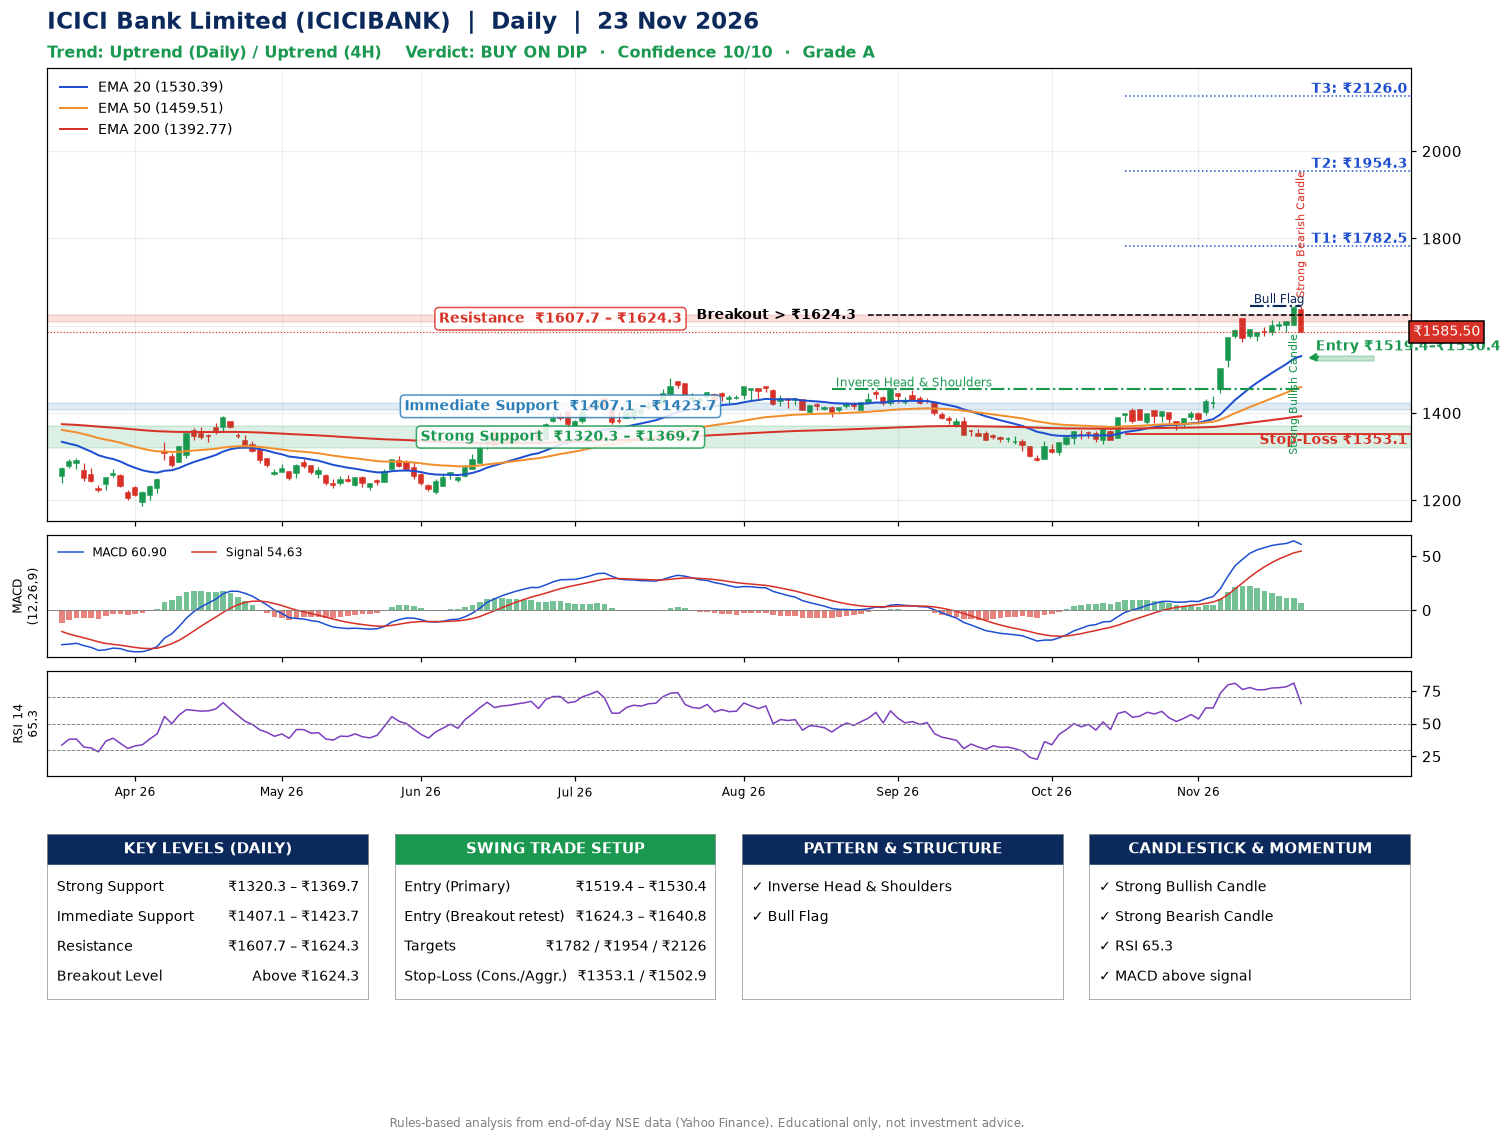 ICICI Bank Limited (ICICIBANK)  |  Daily  |  23 Nov 2026
Trend: Uptrend (Daily) / Uptrend (4H)    Verdict: BUY ON DIP  ·  Confidence 10/10  ·  Grade A
EMA 20 (1530.39)
EMA 50 (1459.51)
EMA 200 (1392.77)
T3: ₹2126.0
2000
T2: ₹1954.3
Strong Bearish Candle
T1: ₹1782.5
1800
Bull Flag
Resistance  ₹1607.7 – ₹1624.3
Breakout > ₹1624.3
₹1585.50
Entry ₹1519.4–₹1530.4
Inverse Head & Shoulders
Immediate Support  ₹1407.1 – ₹1423.7
1400
Strong Bullish Candle
Strong Support  ₹1320.3 – ₹1369.7
Stop-Loss ₹1353.1
1200
MACD 60.90
Signal 54.63
MACD
(12,26,9)
50
0
RSI 14
65.3
75
50
25
Apr 26
May 26
Jun 26
Jul 26
Aug 26
Sep 26
Oct 26
Nov 26
KEY LEVELS (DAILY)
Strong Support ₹1320.3 – ₹1369.7
Immediate Support ₹1407.1 – ₹1423.7
Resistance ₹1607.7 – ₹1624.3
Breakout Level Above ₹1624.3
SWING TRADE SETUP
Entry (Primary) ₹1519.4 – ₹1530.4
Entry (Breakout retest) ₹1624.3 – ₹1640.8
Targets ₹1782 / ₹1954 / ₹2126
Stop-Loss (Cons./Aggr.) ₹1353.1 / ₹1502.9
PATTERN & STRUCTURE
✓ Inverse Head & Shoulders
✓ Bull Flag
CANDLESTICK & MOMENTUM
✓ Strong Bullish Candle
✓ Strong Bearish Candle
✓ RSI 65.3
✓ MACD above signal
Rules-based analysis from end-of-day NSE data (Yahoo Finance). Educational only, not investment advice.